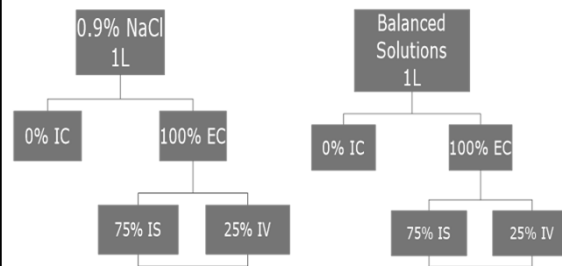 0.9% NaCl
1L
0% IC
100% EC
75% IS
25% IV
Balanced
Solutions
1L
0% IC
100% EC
75% IS
25% IV